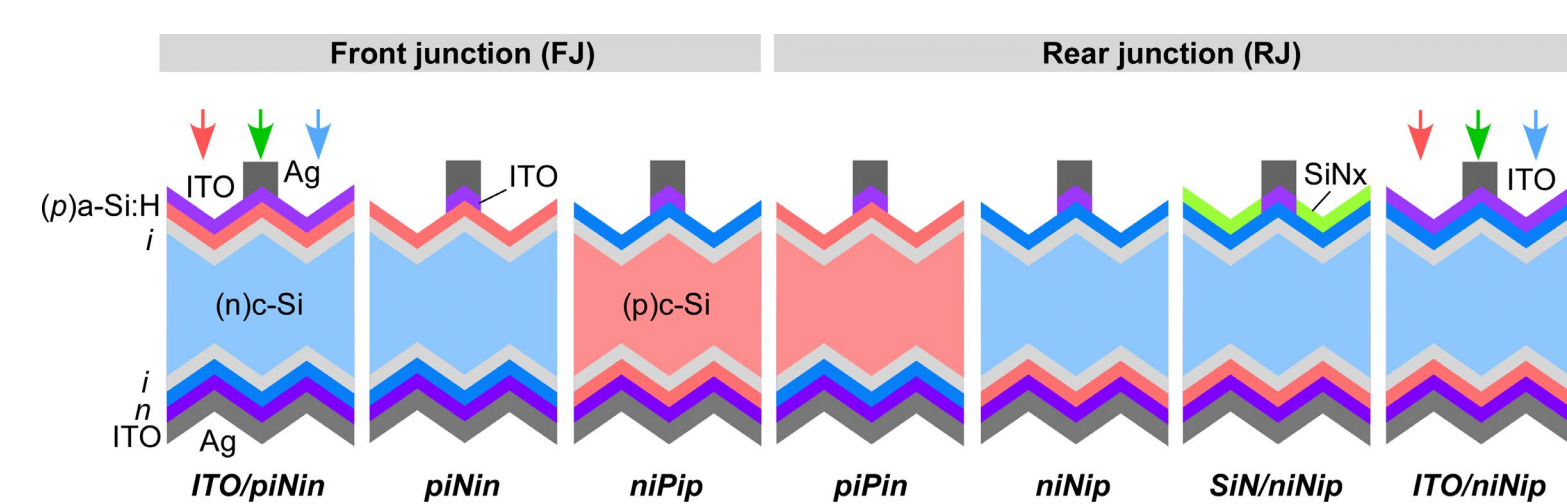 Front junction (FJ)
Rear junction (RJ)
ITO
Ag
ITO
SiNx
ITO
(p)a-Si:H
i
(n)c-Si
(p)c-Si
i
n
ITO
Ag
ITO/piNin
piNin
niPip
piPin
niNip
SiN/niNip
ITO/niNip